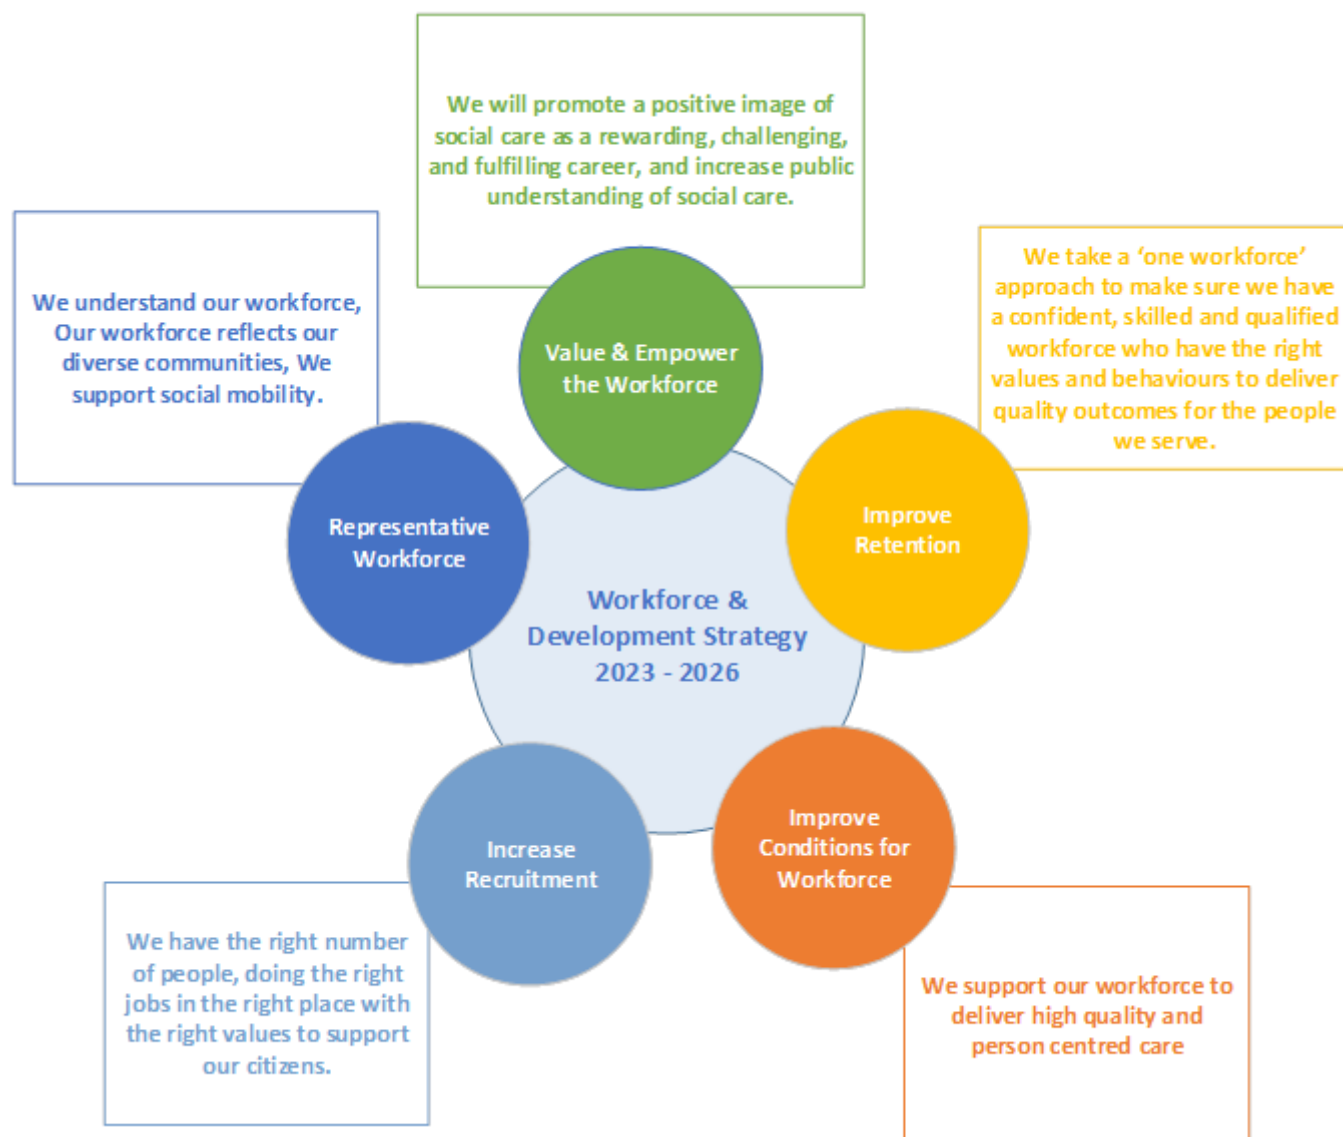 We will promote a positive image of
social care as a rewarding, challenging,
and fulfilling career, and increase public
understanding of social care.
Value & Empower
the Workforce
We understand our workforce,
Our workforce reflects our
diverse communities, We
support social mobility.
Representative
Workforce
We take a ‘one workforce’
approach to make sure we have
a confident, skilled and qualified
workforce who have the right
values and behaviours to deliver
quality outcomes for the people
we serve.
Improve
Retention
Workforce &
Development Strategy
2023 - 2026
Increase
Recruitment
We have the right number
of people, doing the right
jobs in the right place with
the right values to support
our citizens.
Improve
Conditions for
Workforce
We support our workforce to
deliver high quality and
person centred care